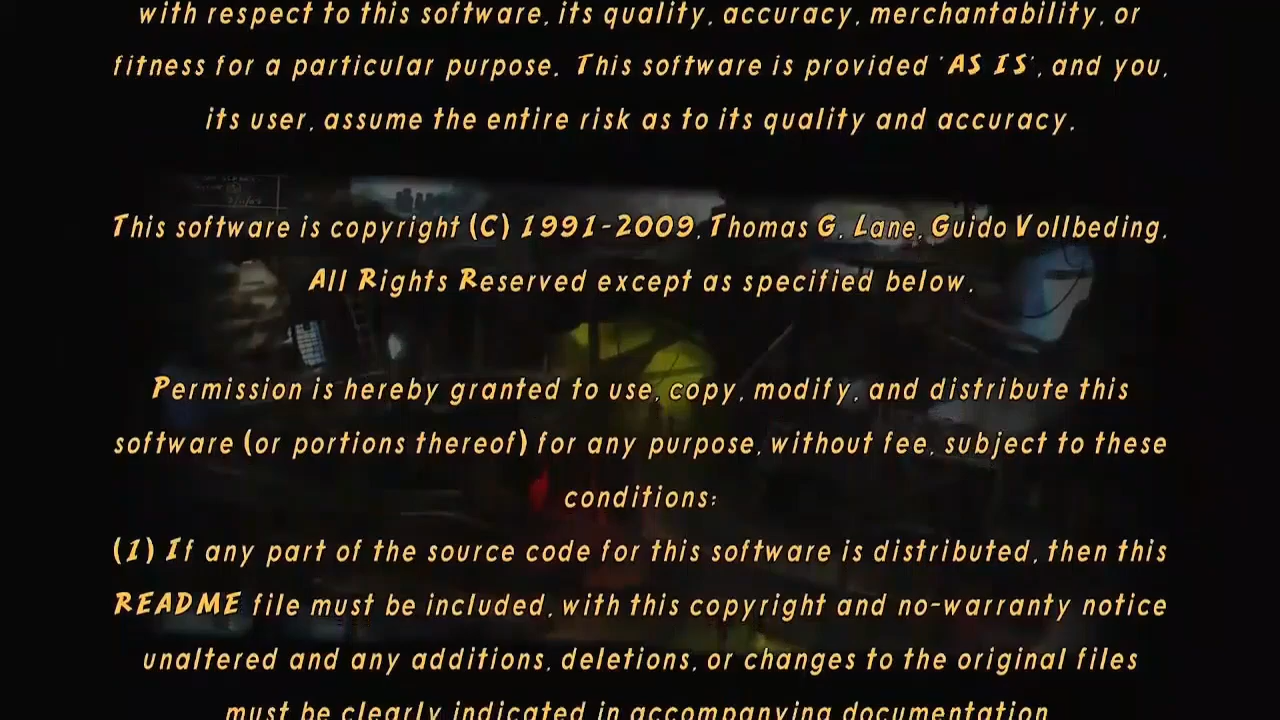 with respect to this software, its quality, accuracy, merchantability, or
fitness for a particular purpose. This software is provided 'AS IS', and you,
its user, assume the entire risk as to its quality and accuracy.
This software is copyright (C) 1991-2009, Thomas G. Lane, Guido Vollbeding.
All Rights Reserved except as specified below.
Permission is hereby granted to use, copy, modify, and distribute this
software (or portions thereof) for any purpose, without fee, subject to these
conditions:
(1) If any part of the source code for this software is distributed, then this
README file must be included, with this copyright and no-warranty notice
unaltered and any additions, deletions, or changes to the original files
must be clearly indicated in accompanying documentation